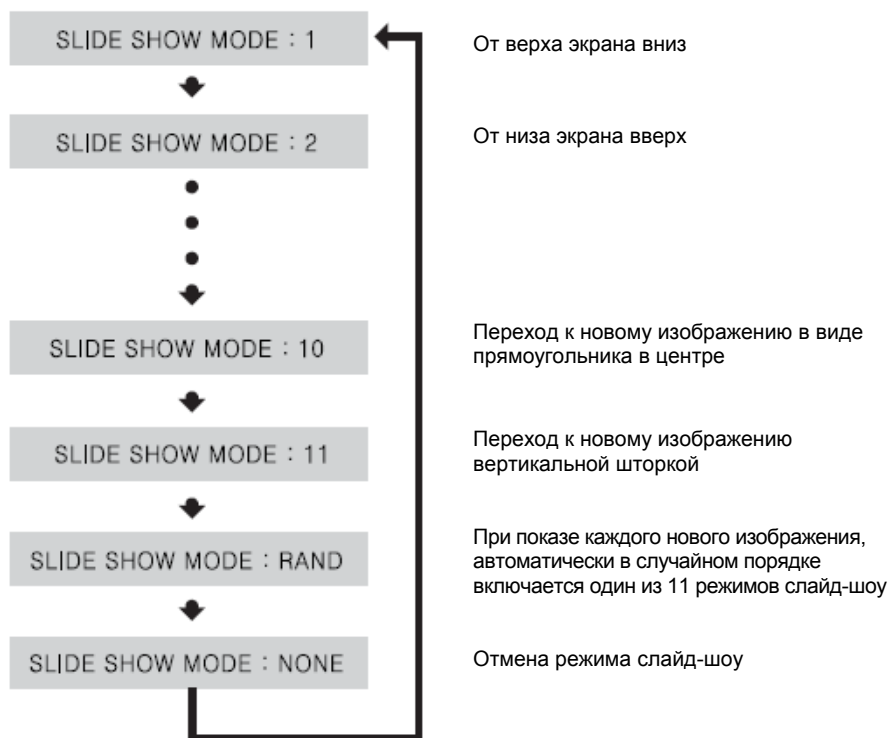 SLIDE SHOW MODE : 1
От верха экрана вниз
SLIDE SHOW MODE : 2
От низа экрана вверх
SLIDE SHOW MODE : 10
Переход к новому изображению в виде
прямоугольника в центре
SLIDE SHOW MODE : 11
Переход к новому изображению
вертикальной шторкой
SLIDE SHOW MODE : RAND
При показе каждого нового изображения,
автоматически в случайном порядке
включается один из 11 режимов слайд-шоу
SLIDE SHOW MODE : NONE
Отмена режима слайд-шоу